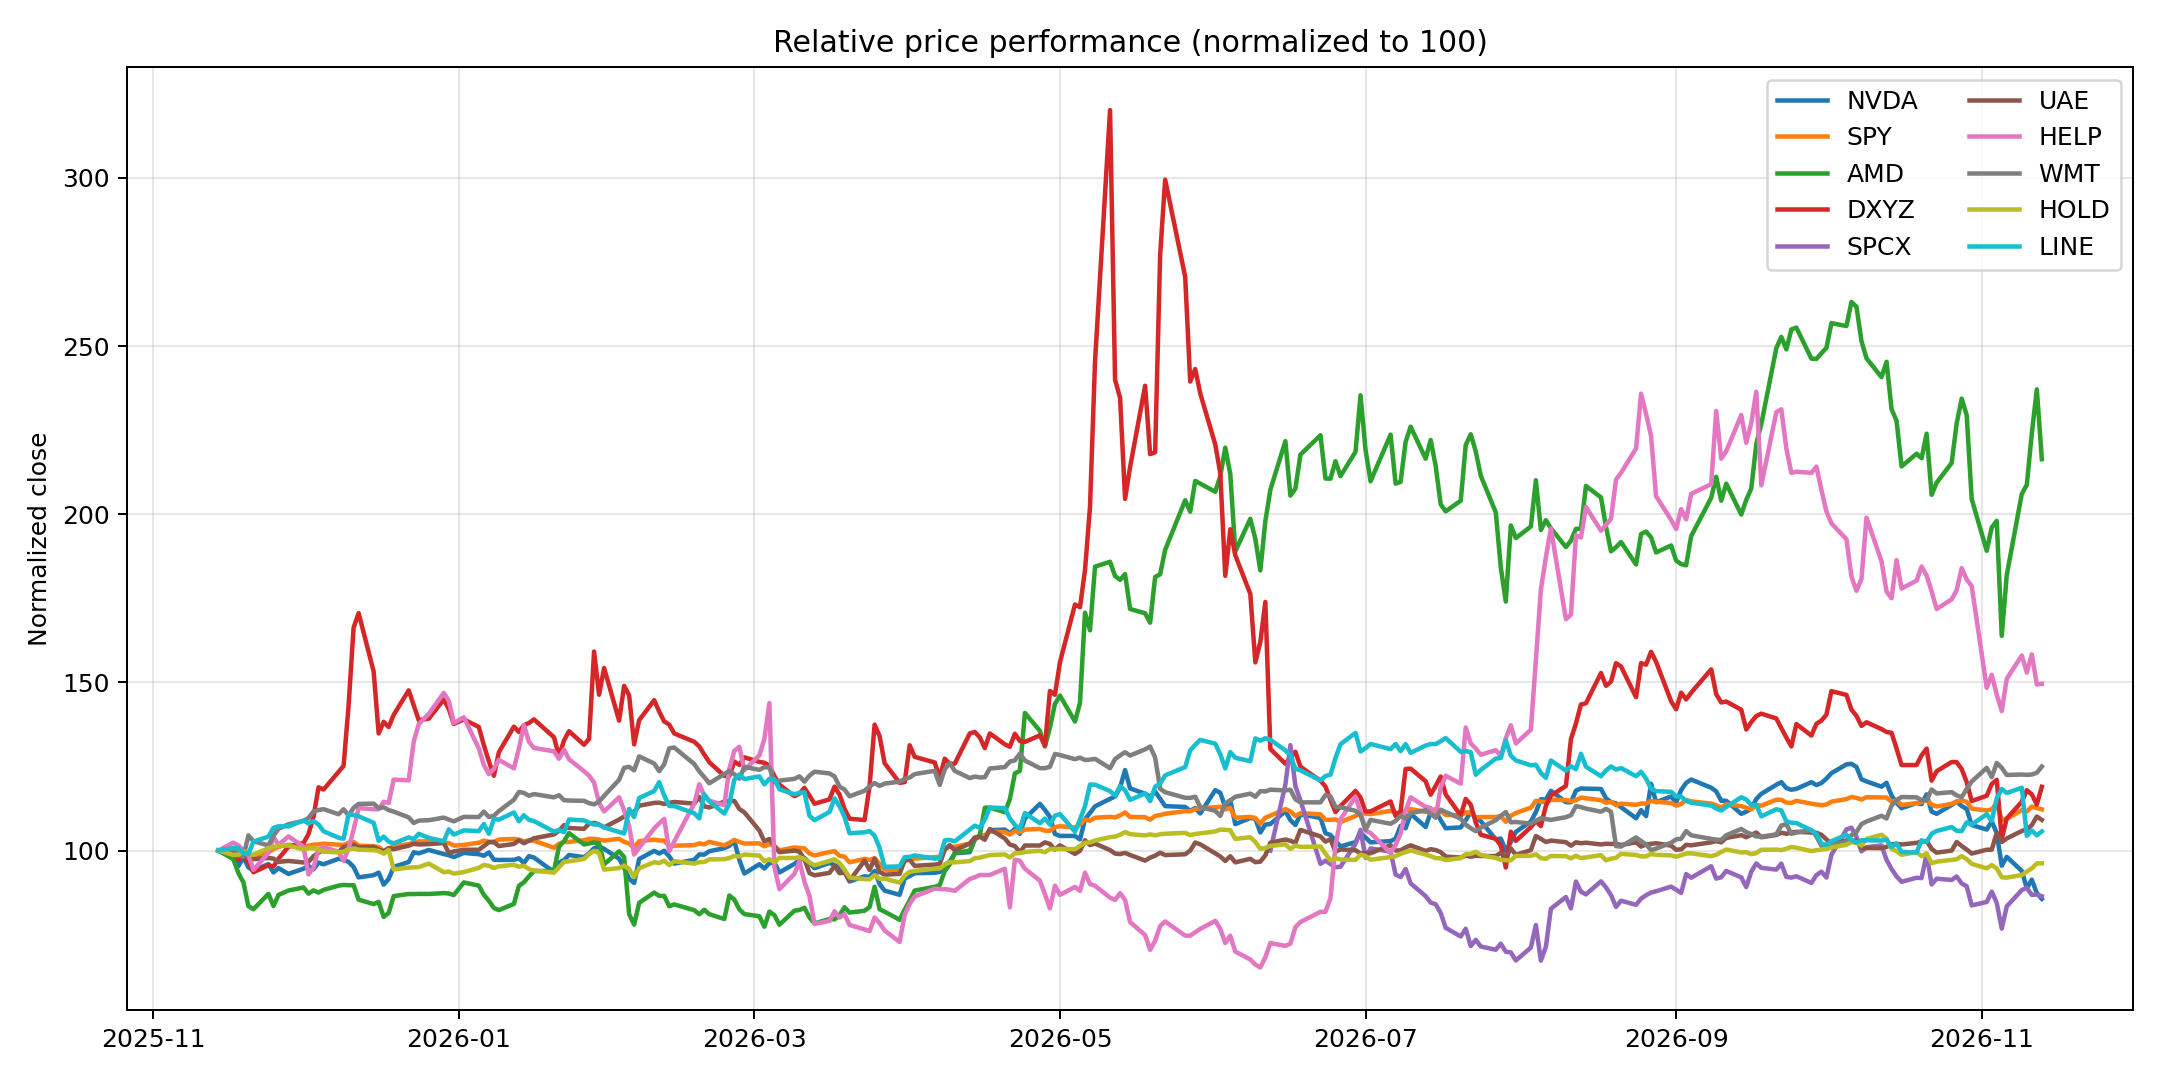 Relative price performance (normalized to 100)
NVDA
SPY
AMD
DXYZ
SPCX
UAE
HELP
WMT
HOLD
LINE
Normalized close
300
250
200
150
100
2025-11
2026-01
2026-03
2026-05
2026-07
2026-09
2026-11